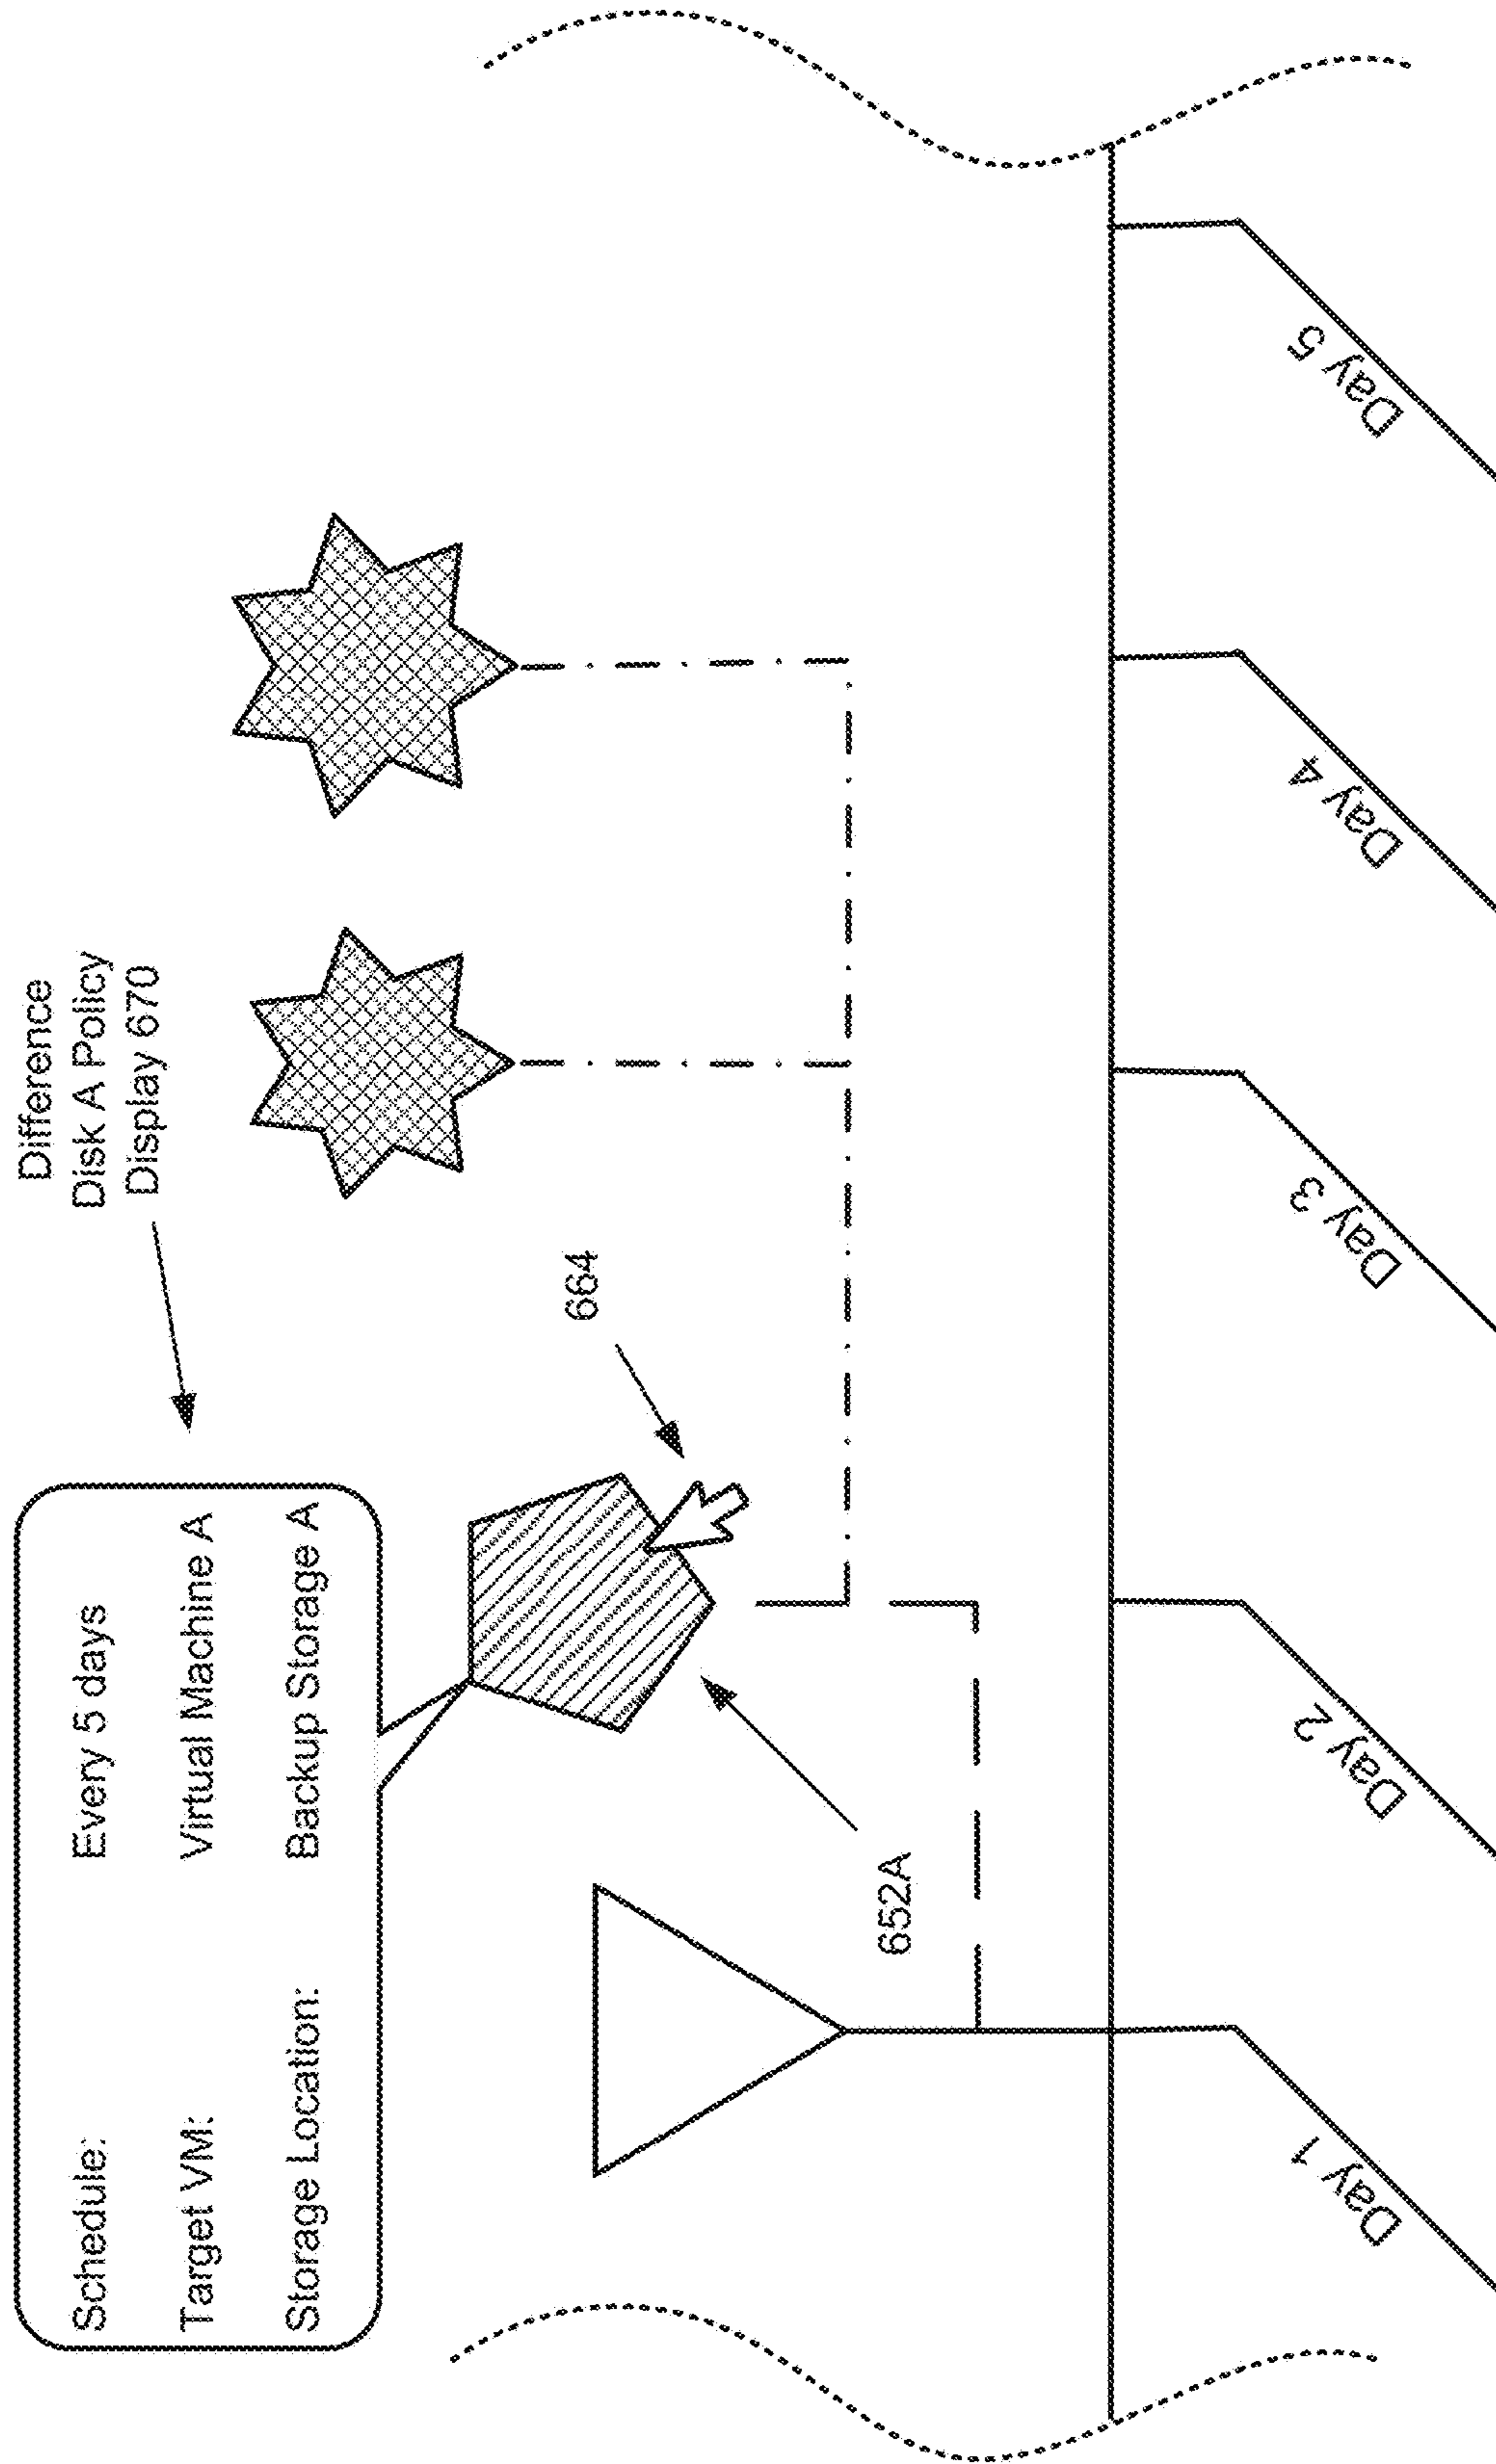 Difference
Disk A Policy
Display 670
Schedule: Every 5 days
Target VM: Virtual Machine A
Storage Location: Backup Storage A
664
652A
Day 1
Day 2
Day 3
Day 4
Day 5